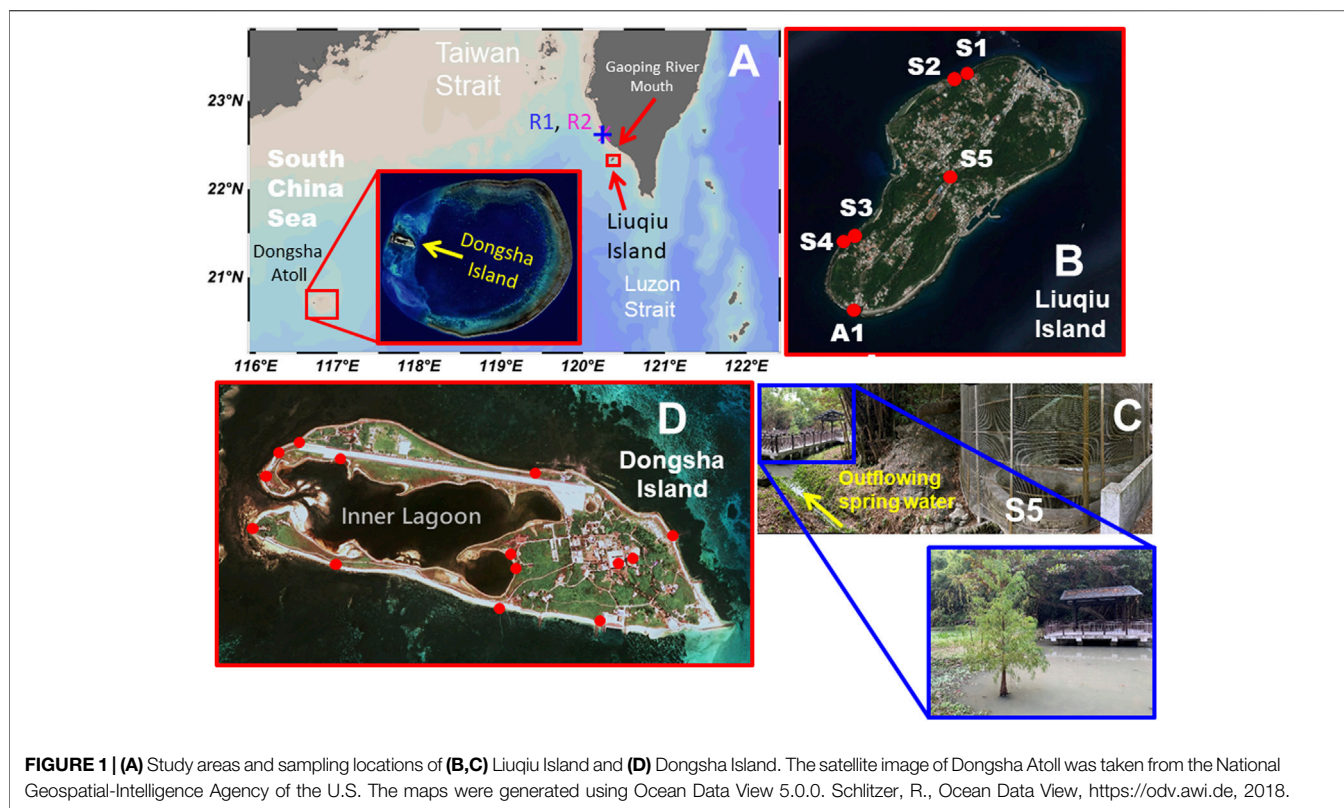 A
Taiwan
Strait
Gaoping River
Mouth
23°N
R1, R2
South
China
Sea
22°N
Liuqiu
Island
Dongsha
Island
Dongsha
Atoll
21°N
Luzon
Strait
116°E 117°E 118°E 119°E 120°E 121°E 122°E
S1
S2
S5
S3
S4
B
Liuqiu
Island
A1
D
Dongsha
Island
Inner Lagoon
C
Outflowing
spring water
S5
FIGURE 1 | (A) Study areas and sampling locations of (B,C) Liuqiu Island and (D) Dongsha Island. The satellite image of Dongsha Atoll was taken from the National
Geospatial-Intelligence Agency of the U.S. The maps were generated using Ocean Data View 5.0.0. Schlitzer, R., Ocean Data View, https://odv.awi.de, 2018.